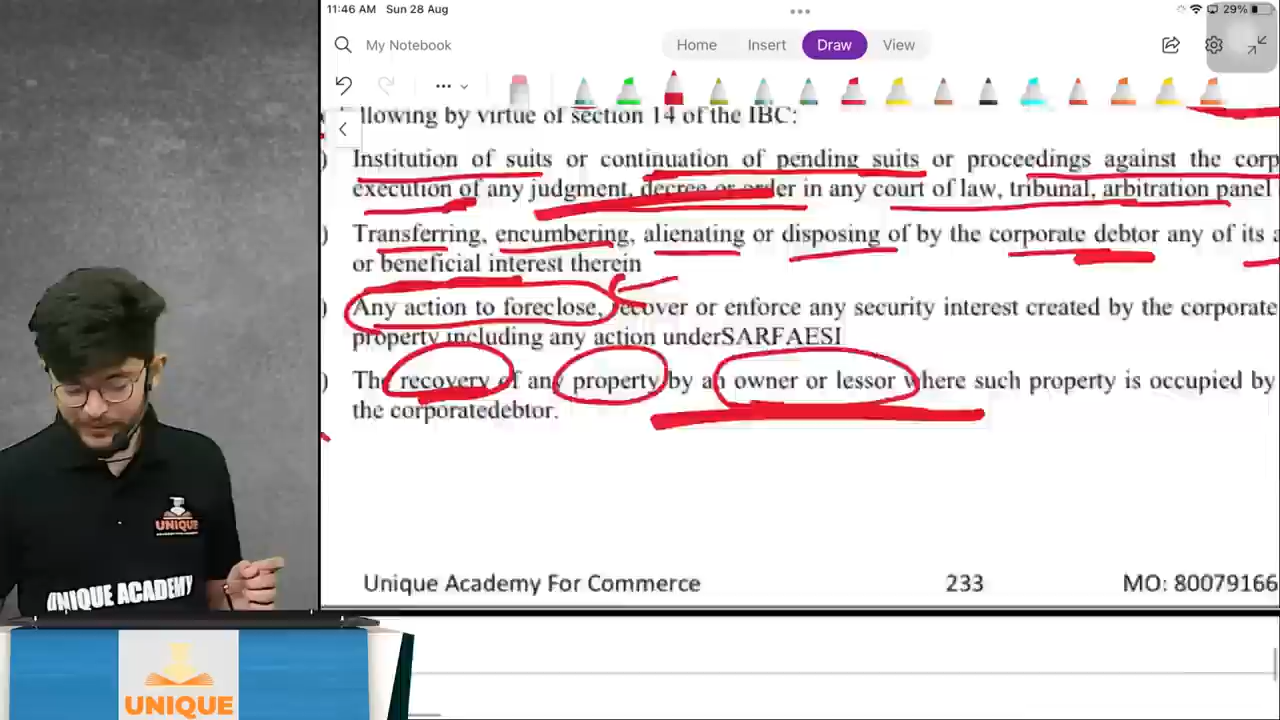 11:46 AM Sun 28 Aug
29%
My Notebook
Home Insert Draw View
llowing by virtue of section 14 of the IBC:
) Institution of suits or continuation of pending suits or proceedings against the corp
execution of any judgment, decree or order in any court of law, tribunal, arbitration panel
) Transferring, encumbering, alienating or disposing of by the corporate debtor any of its a
or beneficial interest therein
) Any action to foreclose, recover or enforce any security interest created by the corporate
property including any action underSARFAESI
) The recovery of any property by an owner or lessor where such property is occupied by
the corporatedebtor.
Unique Academy For Commerce 233 MO: 80079166
UNIQUE
UNIQUE ACADEMY
UNIQUE